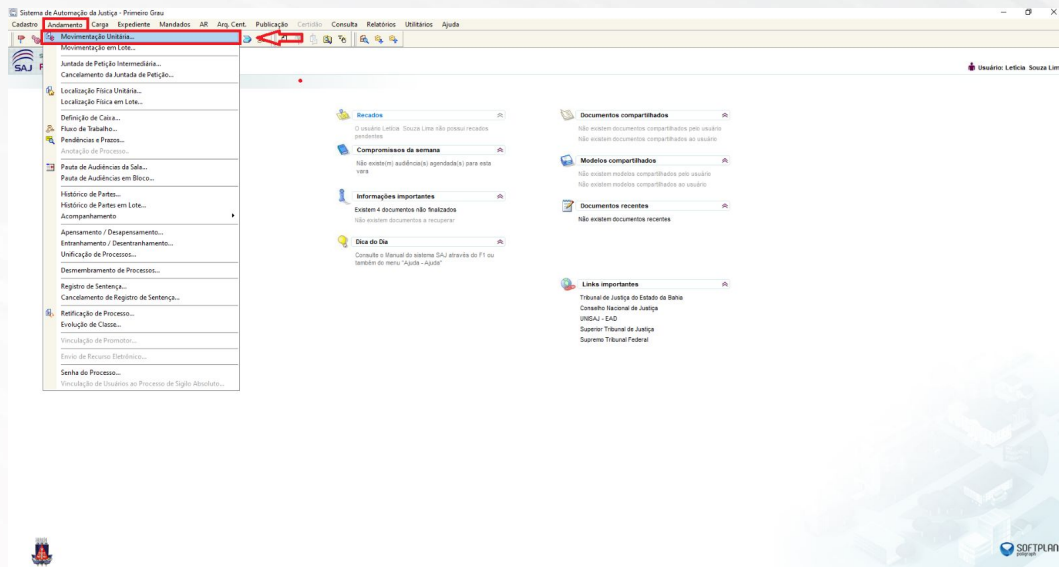 Sistema de Automação da Justiça - Primeiro Grau
Cadastro Andamento Carga Expediente Mandados AR Arq. Cent. Publicação Certidão Consulta Relatórios Utilitários Ajuda
SAJ
Usuário: Letícia Souza Lim
Movimentação Unitária...
Movimentação em Lote...
Juntada de Petição Intermediária...
Cancelamento da Juntada de Petição...
Localização Física Unitária...
Localização Física em Lote...
Definição de Caixa...
Fluxo de Trabalho...
Pendências e Prazos...
Anotação de Processo...
Pauta de Audiências da Sala...
Pauta de Audiências em Bloco...
Histórico de Partes...
Histórico de Partes em Lote...
Acompanhamento
Apensamento / Desapensamento...
Entranhamento / Desentranhamento...
Unificação de Processos...
Desmembramento de Processos...
Registro de Sentença...
Cancelamento de Registro de Sentença...
Retificação de Processo...
Evolução de Classe...
Vinculação de Promotor...
Envio de Recurso Eletrônico...
Senha do Processo...
Vinculação de Usuários ao Processo de Sigilo Absoluto...
Recados
O usuário Letícia Souza Lima não possui recados
pendentes
Compromissos da semana
Não existe(m) audiência(s) agendada(s) para esta
vara
Informações importantes
Existem 4 documentos não finalizados
Não existem documentos a recuperar
Dica do Dia
Consulte o Manual do sistema SAJ através do F1 ou
também do menu "Ajuda - Ajuda"
Documentos compartilhados
Não existem documentos compartilhados pelo usuário
Não existem documentos compartilhados ao usuário
Modelos compartilhados
Não existem modelos compartilhados pelo usuário
Não existem modelos compartilhados ao usuário
Documentos recentes
Não existem documentos recentes
Links importantes
Tribunal de Justiça do Estado da Bahia
Conselho Nacional de Justiça
UNISAJ - EAD
Superior Tribunal de Justiça
Supremo Tribunal Federal
SOFTPLAN